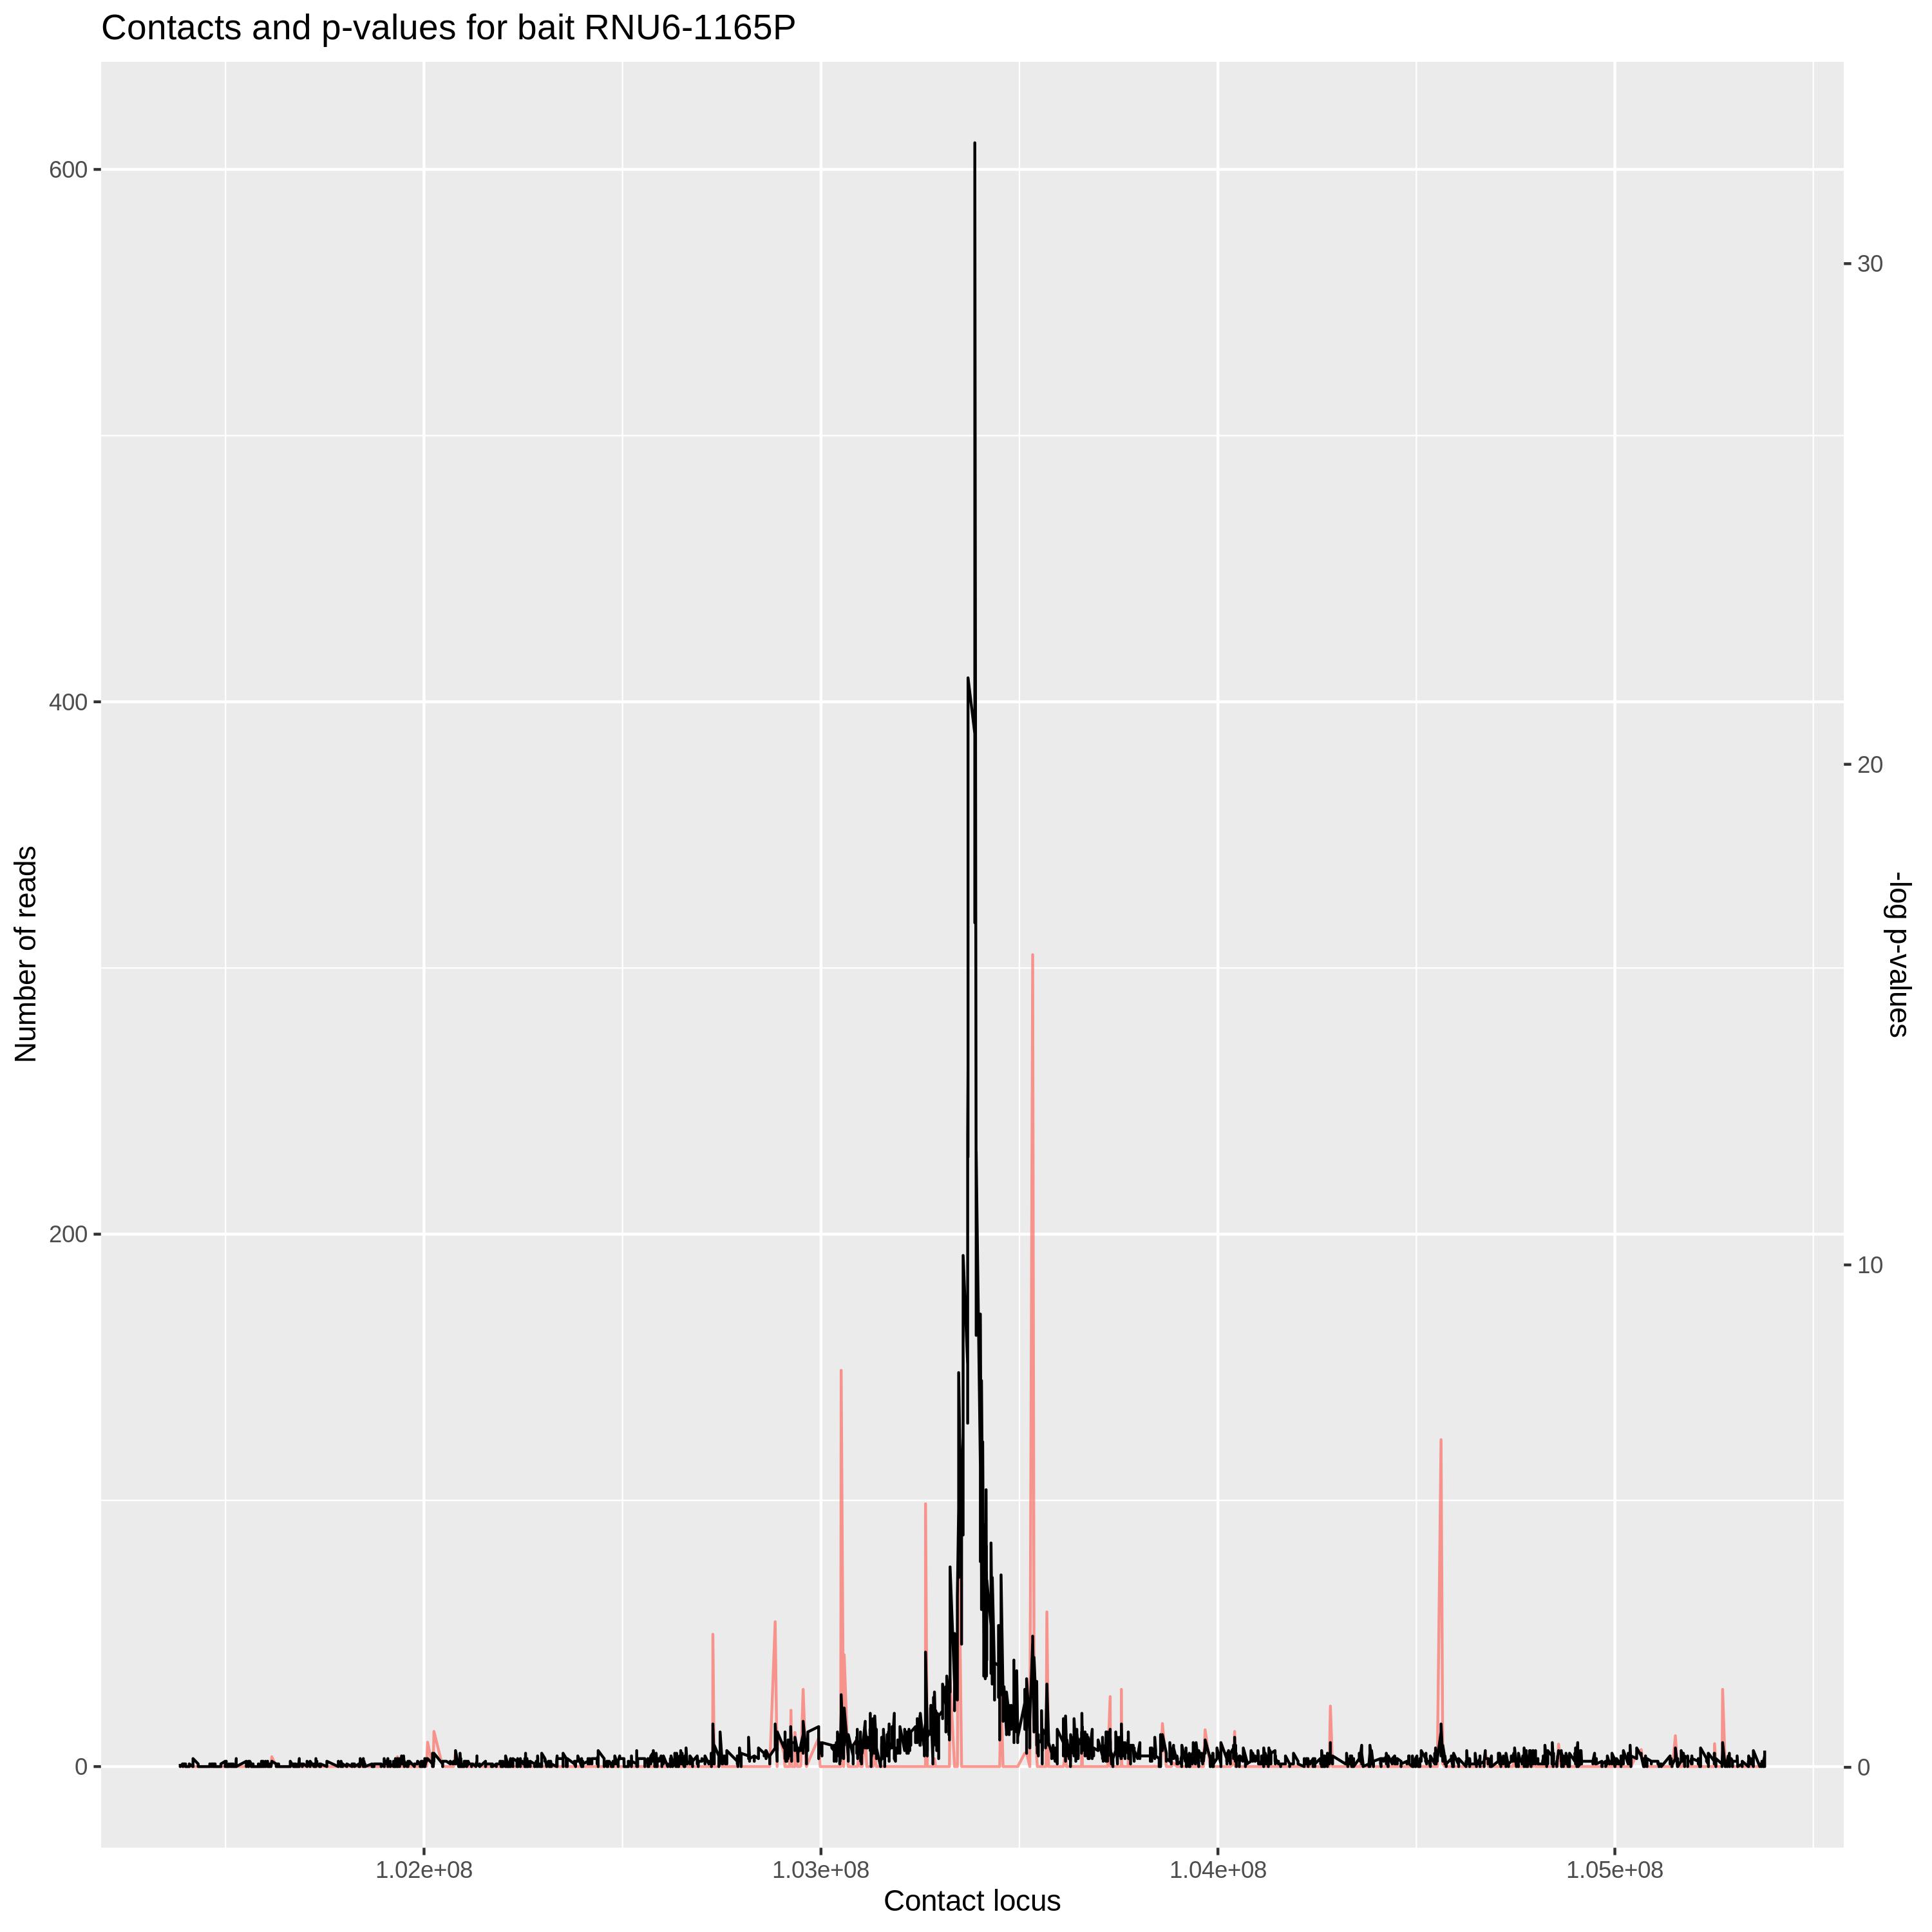 Contacts and p-values for bait RNU6-1165P
600
400
200
0
Number of reads
30
20
10
0
-log p-values
1.02e+08
1.03e+08
1.04e+08
1.05e+08
Contact locus